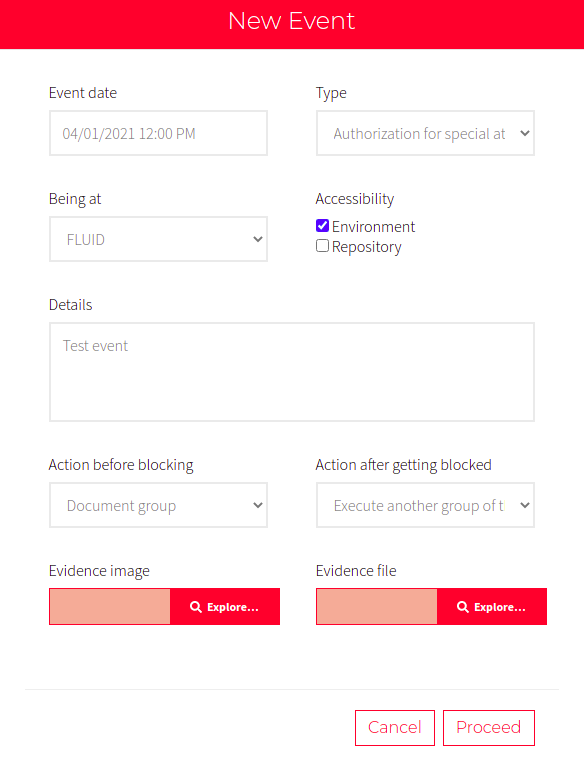 New Event
Event date Type
04/01/2021 12:00 PM Authorization for special at
Being at Accessibility
FLUID Environment
Repository
Details
Test event
Action before blocking Action after getting blocked
Document group Execute another group of t
Evidence image Evidence file
Explore... Explore...
Cancel Proceed